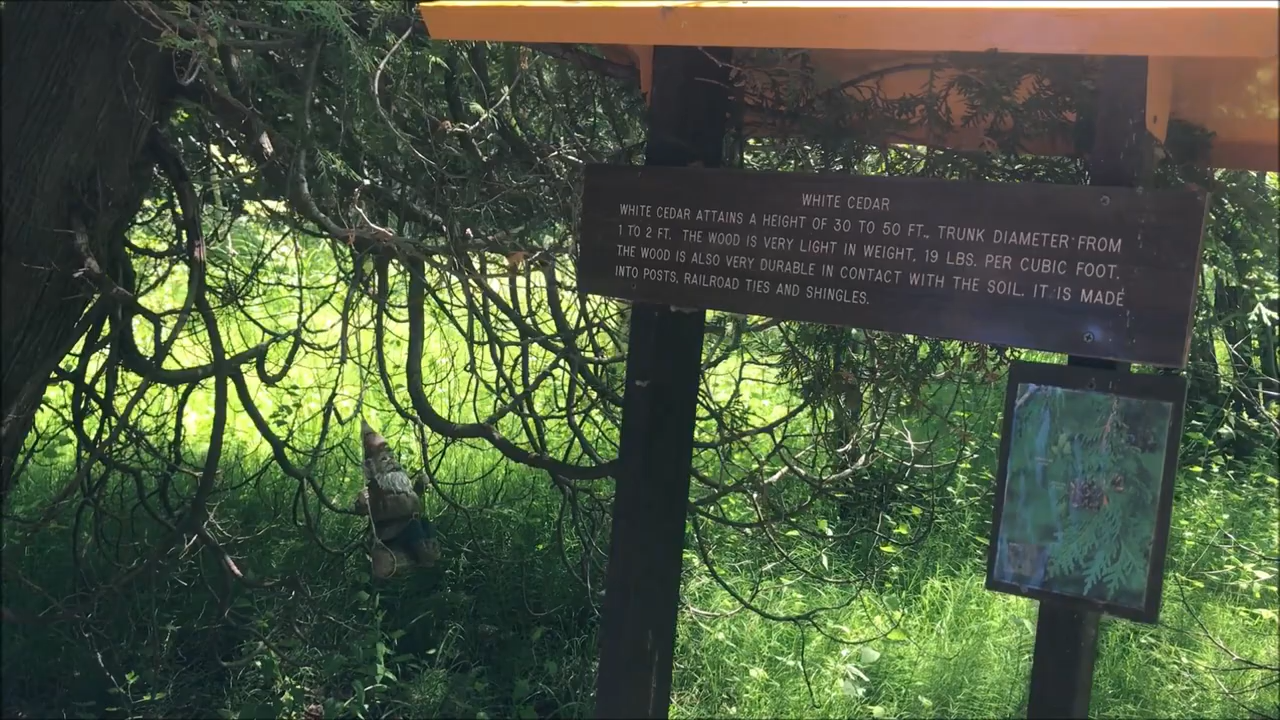 WHITE CEDAR
WHITE CEDAR ATTAINS A HEIGHT OF 30 TO 50 FT., TRUNK DIAMETER FROM
1 TO 2 FT. THE WOOD IS VERY LIGHT IN WEIGHT, 19 LBS. PER CUBIC FOOT.
THE WOOD IS ALSO VERY DURABLE IN CONTACT WITH THE SOIL. IT IS MADE
INTO POSTS, RAILROAD TIES AND SHINGLES.